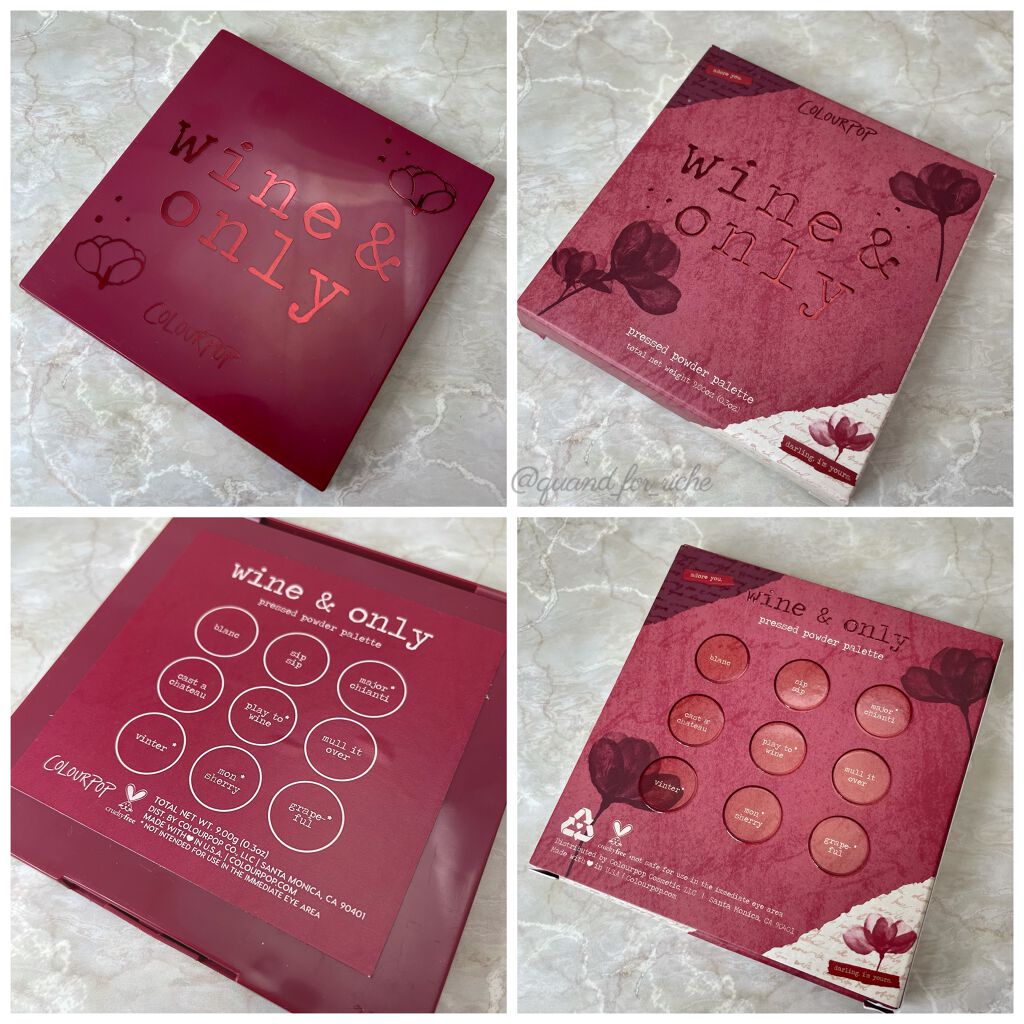 wine &
only
COLOURPOP
adore you.
COLOURPOP
wine &
only
pressed powder palette
total net weight 9.00oz (0.3oz)
darling, i'm yours.
@quand_for_riche
wine & only
pressed powder palette
blanc
sip
sip
major*
chianti
cast a
chateau
play to*
wine
mull it
over
vinter*
mon*
sherry
grape-*
ful
COLOURPOP
crueltyfree
TOTAL NET WT. 9.00g (0.3oz)
DIST. BY COLOURPOP CO. LLC | SANTA MONICA, CA 90401
MADE WITH ♥ IN U.S.A. | COLOURPOP.COM
*NOT INTENDED FOR USE IN THE IMMEDIATE EYE AREA
adore you.
wine & only
pressed powder palette
blanc
sip
sip
major*
chianti
cast a
chateau
play to*
wine
mull it
over
vinter*
mon*
sherry
grape-*
ful
crueltyfree
*not safe for use in the immediate eye area
Distributed by Colourpop Cosmetic LLC | Santa Monica, CA 90401
Made with ♥ in U.S.A | colourpop.com
darling, i'm yours.